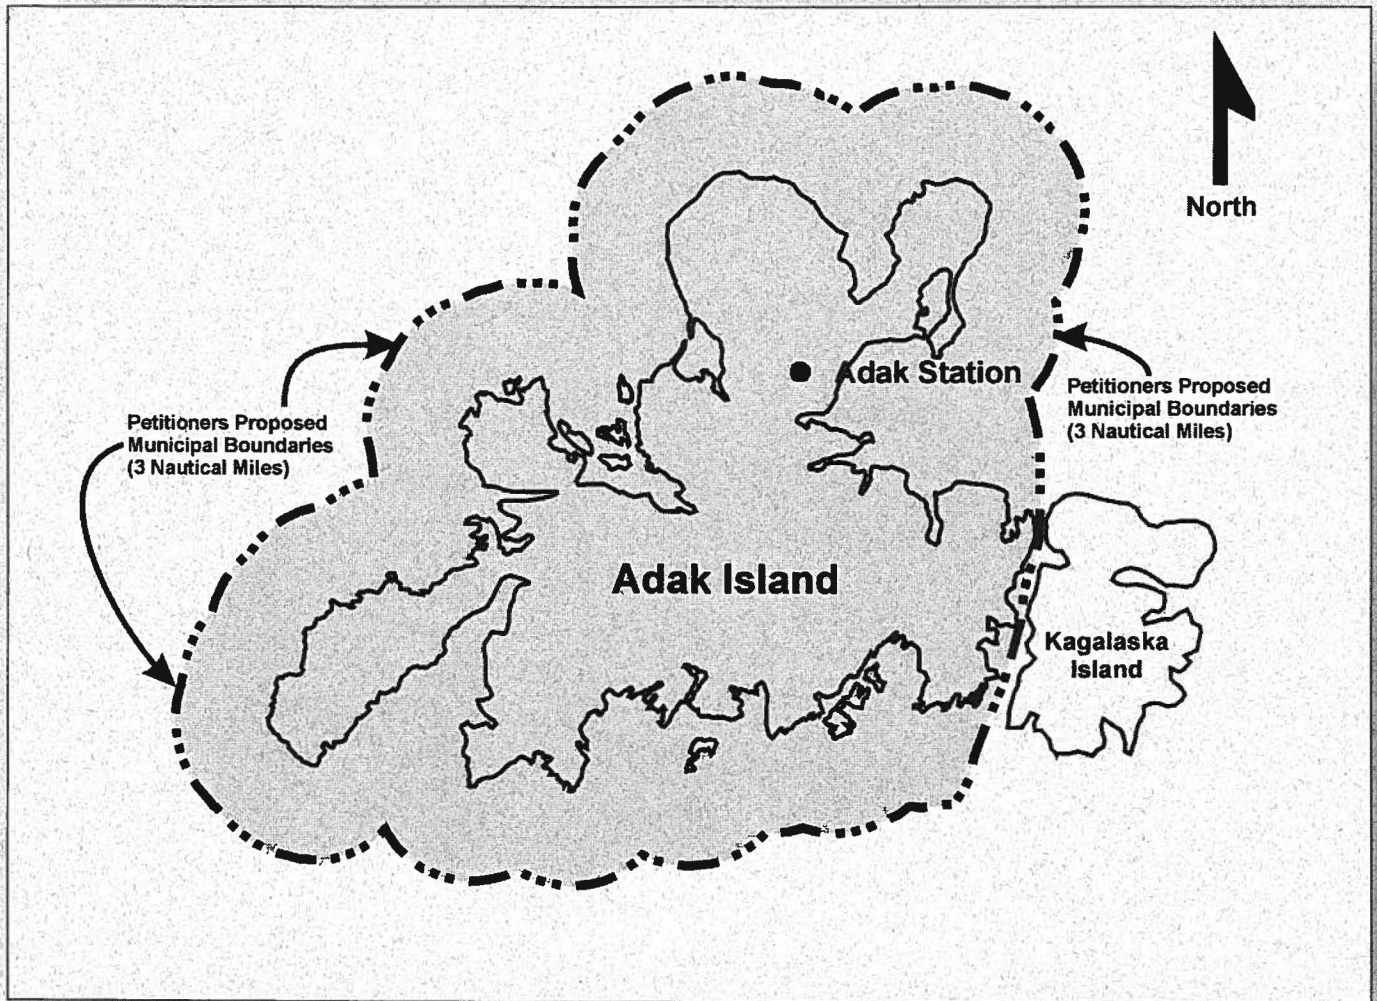 North
Adak Station
Petitioners Proposed
Municipal Boundaries
(3 Nautical Miles)
Petitioners Proposed
Municipal Boundaries
(3 Nautical Miles)
Adak Island
Kagalaska
Island